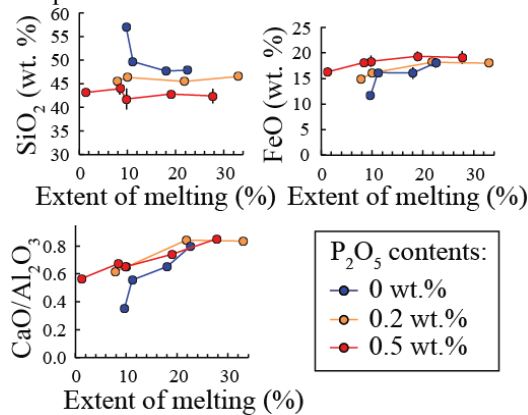 SiO2 (wt. %)
60
55
50
45
40
35
30
0 10 20 30
Extent of melting (%)
FeO (wt. %)
25
20
15
10
5
0
0 10 20 30
Extent of melting (%)
CaO/Al2O3
0.8
0.6
0.4
0.2
0.0
0 10 20 30
Extent of melting (%)
P2O5 contents:
0 wt.%
0.2 wt.%
0.5 wt.%